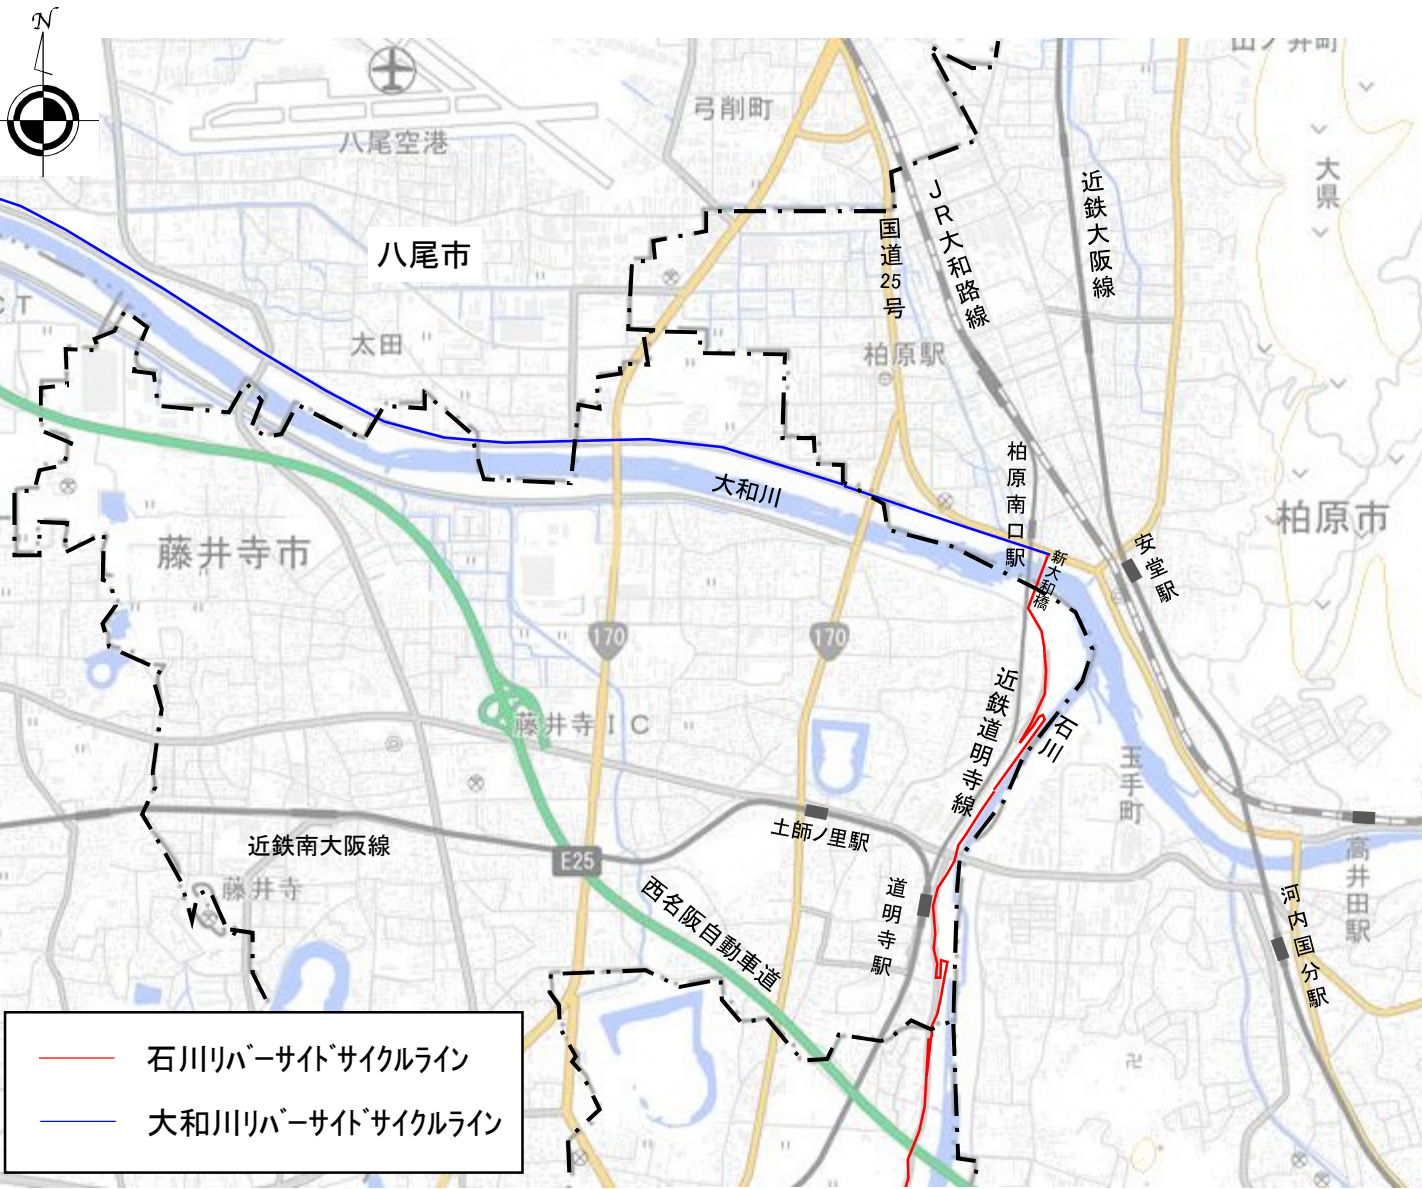 N
山ノ井町
弓削町
八尾空港
大県
近鉄大阪線
JR大和路線
国道25号
八尾市
CT
太田
柏原駅
柏原南口駅
大和川
柏原市
藤井寺市
新大和橋
安堂駅
170
170
近鉄道明寺線
石川
藤井寺IC
玉手町
土師ノ里駅
近鉄南大阪線
E25
高井田駅
藤井寺
西名阪自動車道
道明寺駅
河内国分駅
石川リバーサイドサイクルライン
大和川リバーサイドサイクルライン